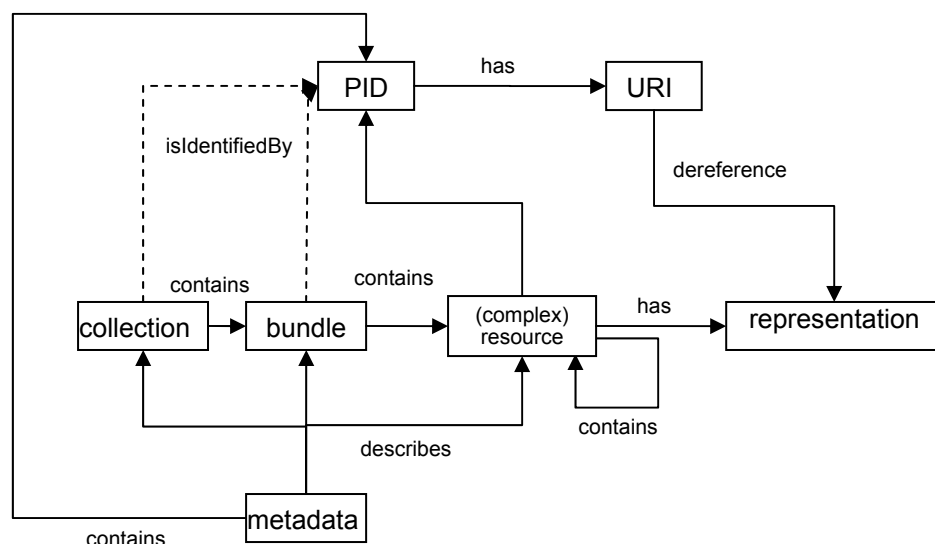 has
PID
URI
isIdentifiedBy
dereference
contains
contains
has
collection
bundle
(complex)
resource
representation
contains
describes
metadata
contains